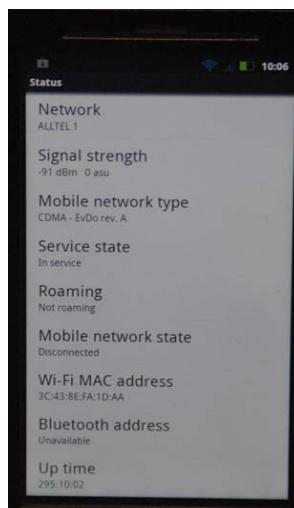 10:06
Status
Network
ALLTEL 1
Signal strength
-91 dBm 0 asu
Mobile network type
CDMA - EvDo rev. A
Service state
In service
Roaming
Not roaming
Mobile network state
Disconnected
Wi-Fi MAC address
3C:43:8E:FA:1D:AA
Bluetooth address
Unavailable
Up time
295:10:02